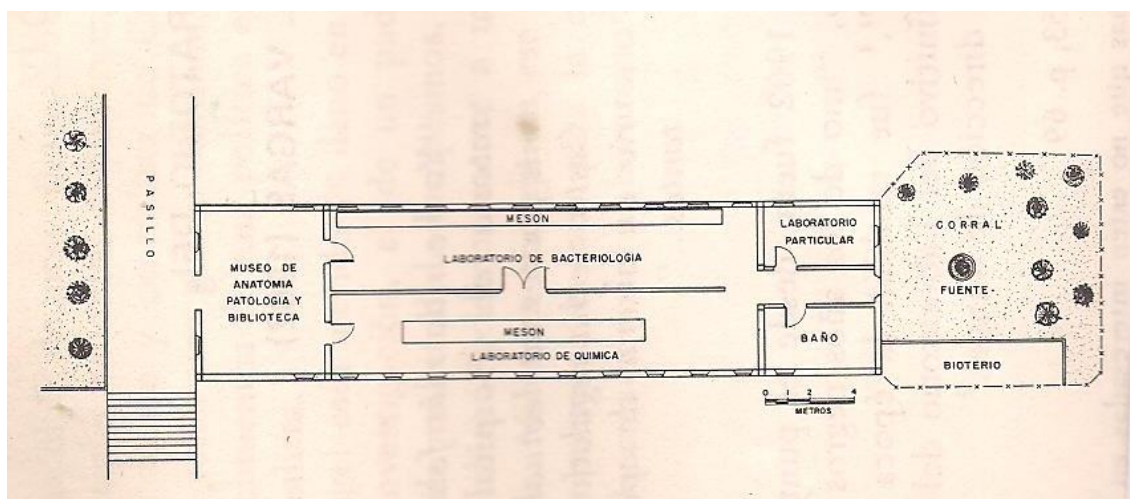 PASILLO
MUSEO DE
ANATOMIA
PATOLOGIA Y
BIBLIOTECA
MESON
LABORATORIO DE BACTERIOLOGIA
MESON
LABORATORIO DE QUIMICA
LABORATORIO
PARTICULAR
BAÑO
CORRAL
FUENTE
BIOTERIO
0 1 2 4
METROS